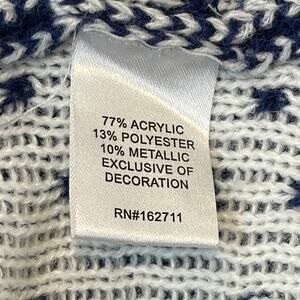 77% ACRYLIC
13% POLYESTER
10% METALLIC
EXCLUSIVE OF
DECORATION
RN#162711